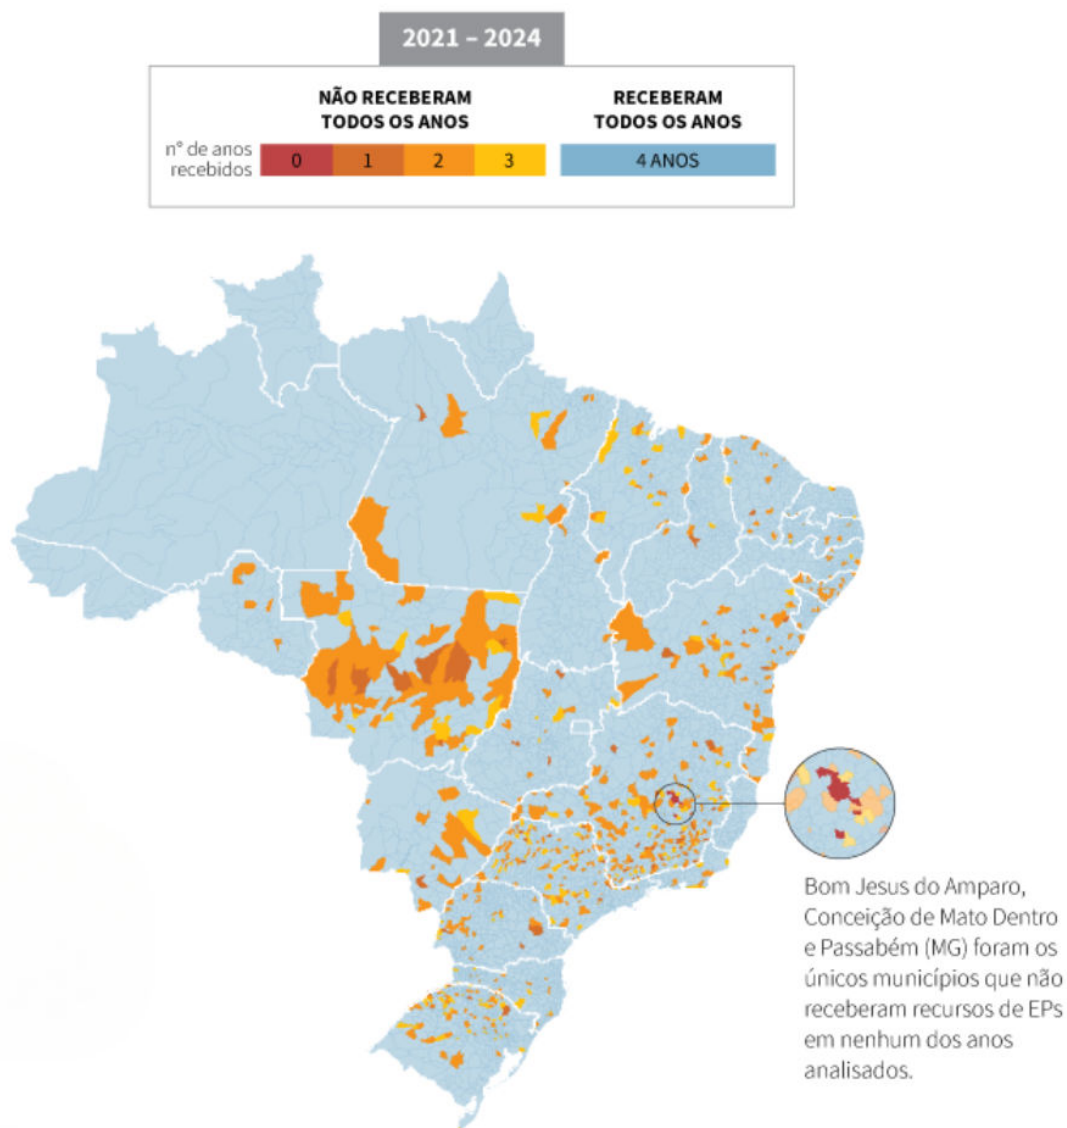 2021 – 2024
NÃO RECEBERAM
TODOS OS ANOS
RECEBERAM
TODOS OS ANOS
n° de anos
recebidos
0 1 2 3 4 ANOS
Bom Jesus do Amparo,
Conceição de Mato Dentro
e Passabém (MG) foram os
únicos municípios que não
receberam recursos de EPs
em nenhum dos anos
analisados.